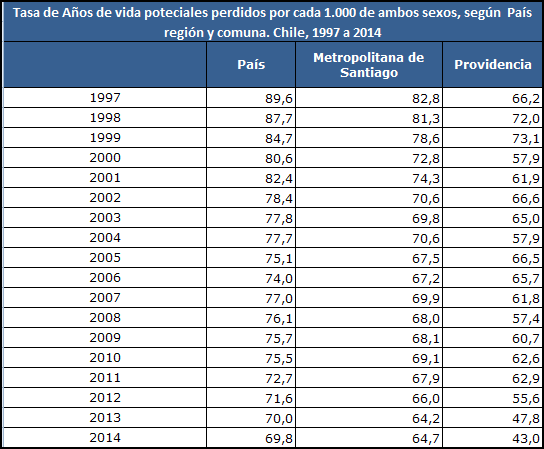 Tasa de Años de vida poteciales perdidos por cada 1.000 de ambos sexos, según País
región y comuna. Chile, 1997 a 2014
País Metropolitana de Santiago Providencia
1997 89,6 82,8 66,2
1998 87,7 81,3 72,0
1999 84,7 78,6 73,1
2000 80,6 72,8 57,9
2001 82,4 74,3 61,9
2002 78,4 70,6 66,6
2003 77,8 69,8 65,0
2004 77,7 70,6 57,9
2005 75,1 67,5 66,5
2006 74,0 67,2 65,7
2007 77,0 69,9 61,8
2008 76,1 68,0 57,4
2009 75,7 68,1 60,7
2010 75,5 69,1 62,6
2011 72,7 67,9 62,9
2012 71,6 66,0 55,6
2013 70,0 64,2 47,8
2014 69,8 64,7 43,0